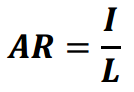 AR = I / L